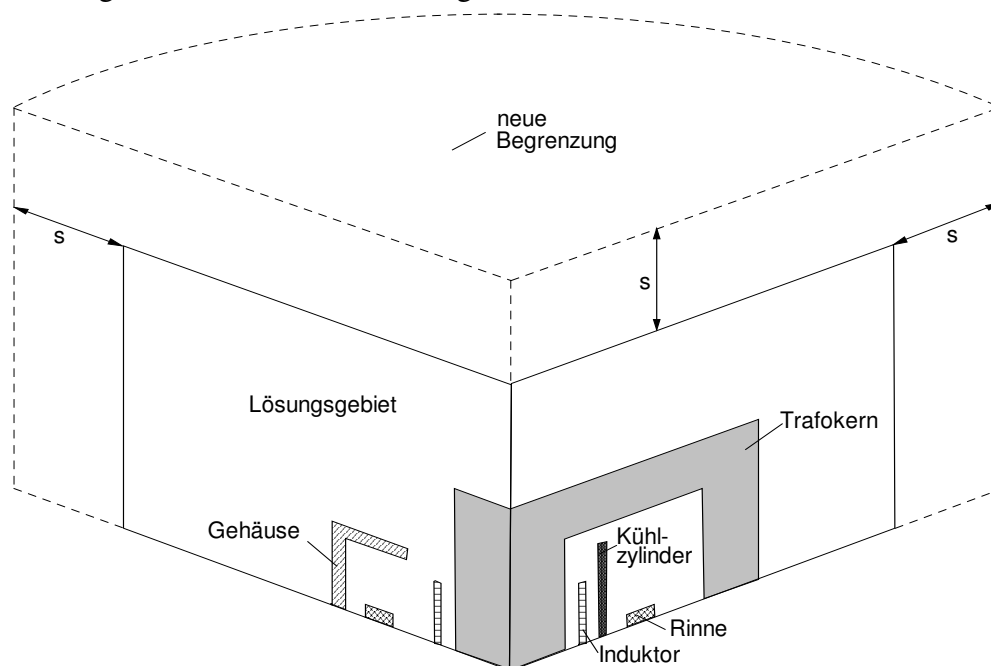 neue
Begrenzung
s
s
s
Lösungsgebiet
Trafokern
Gehäuse
Kühl-
zylinder
Rinne
Induktor